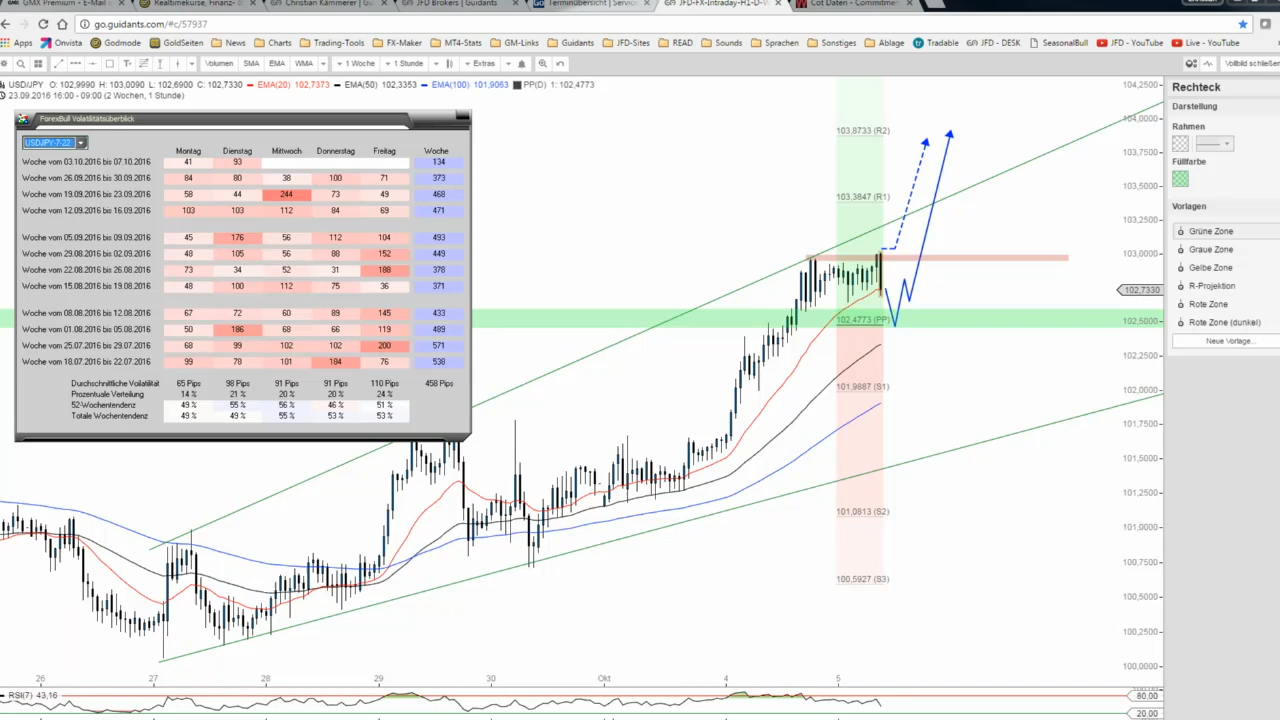 GMX Premium - E-Mail
Realtimekurse, Finanz-
Christian Kämmerer | Gu
JFD Brokers | Guidants
Terminübersicht | Servic
JFD-FX-Intraday-H1-D-W
Cot Daten - Commitme
Christian
go.guidants.com/#c/57937
Apps Onvista Godmode GoldSeiten News Charts Trading-Tools FX-Maker MT4-Stats GM-Links Guidants JFD-Sites READ Sounds Sprachen Sonstiges Ablage Tradable JFD - DESK SeasonalBull JFD - YouTube Live - YouTube
Volumen SMA EMA WMA 1 Woche 1 Stunde Extras Vollbild schließen
USD/JPY O: 102,9990 H: 103,0090 L: 102,6900 C: 102,7330 EMA(20) 102,7373 EMA(50) 102,3353 EMA(100) 101,9063 PP(D) 1: 102,4773
23.09.2016 16:00 - 09:00 (2 Wochen, 1 Stunde)
ForexBull Volatilitätsüberblick
USDJPY-7-22
Montag Dienstag Mittwoch Donnerstag Freitag Woche
Woche vom 03.10.2016 bis 07.10.2016 41 93 134
Woche vom 26.09.2016 bis 30.09.2016 84 80 38 100 71 373
Woche vom 19.09.2016 bis 23.09.2016 58 44 244 73 49 468
Woche vom 12.09.2016 bis 16.09.2016 103 103 112 84 69 471
Woche vom 05.09.2016 bis 09.09.2016 45 176 56 112 104 493
Woche vom 29.08.2016 bis 02.09.2016 48 105 56 88 152 449
Woche vom 22.08.2016 bis 26.08.2016 73 34 52 31 188 378
Woche vom 15.08.2016 bis 19.08.2016 48 100 112 75 36 371
Woche vom 08.08.2016 bis 12.08.2016 67 72 60 89 145 433
Woche vom 01.08.2016 bis 05.08.2016 50 186 68 66 119 489
Woche vom 25.07.2016 bis 29.07.2016 68 99 102 102 200 571
Woche vom 18.07.2016 bis 22.07.2016 99 78 101 184 76 538
Durchschnittliche Volatilität 65 Pips 98 Pips 91 Pips 91 Pips 110 Pips 458 Pips
Prozentuale Verteilung 14 % 21 % 20 % 20 % 24 %
52-Wochentendenz 49 % 55 % 56 % 46 % 51 %
Totale Wochentendenz 49 % 49 % 55 % 53 % 53 %
103,8733 (R2)
103,3847 (R1)
102,4773 (PP)
101,9887 (S1)
101,0813 (S2)
100,5927 (S3)
104,2500
104,0000
103,7500
103,5000
103,2500
103,0000
102,7330
102,5000
102,2500
102,0000
101,7500
101,5000
101,2500
101,0000
100,7500
100,5000
100,2500
100,0000
26 27 28 29 30 Okt 4 5
RSI(7) 43,16
80,00
20,00
Rechteck
Darstellung
Rahmen
Füllfarbe
Vorlagen
Grüne Zone
Graue Zone
Gelbe Zone
R-Projektion
Rote Zone
Rote Zone (dunkel)
Neue Vorlage...